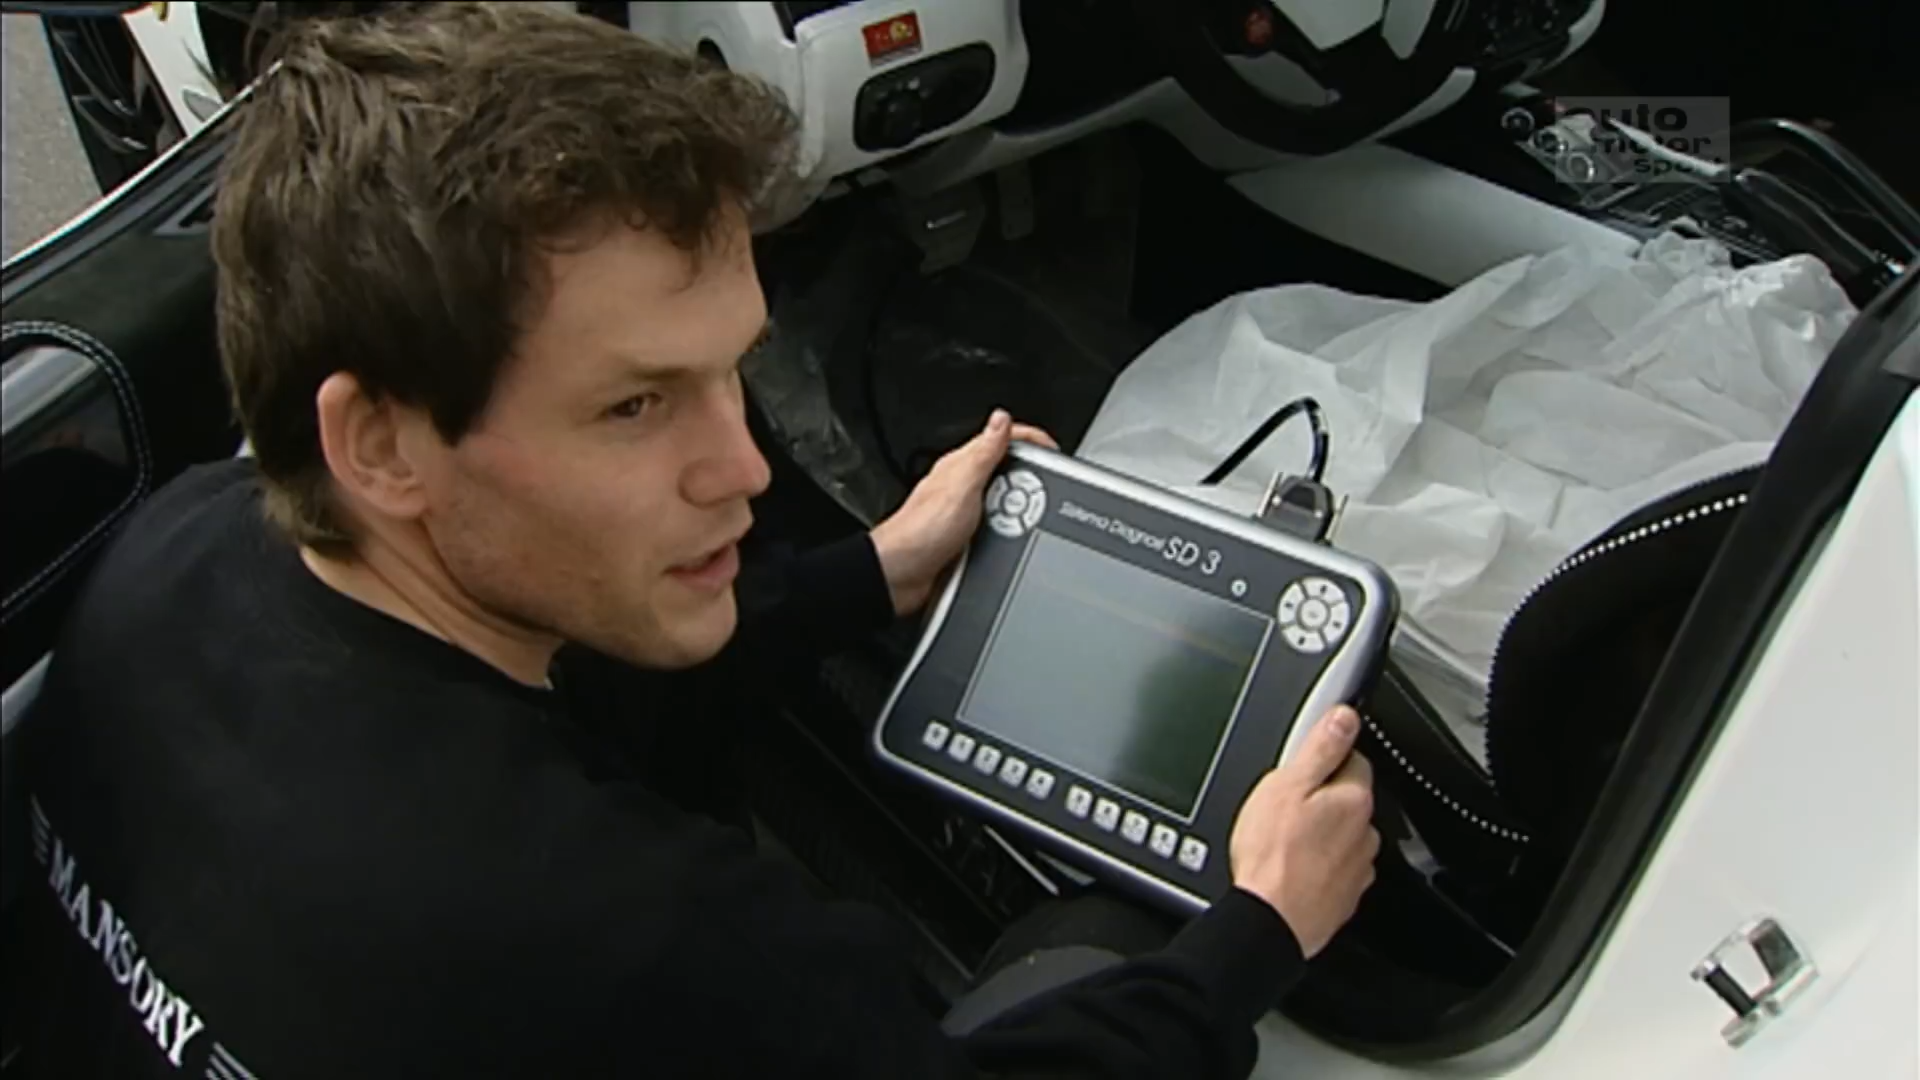 auto
motor
sport
Sistema Diagnosi SD 3
MANSORY